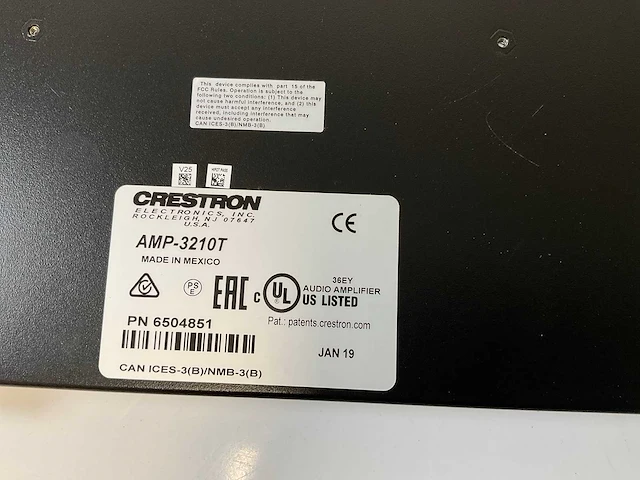 This device complies with part 15 of the
FCC Rules. Operation is subject to the
following two conditions: (1) This device may
not cause harmful interference, and (2) this
device must accept any interference
received, including interference that may
cause undesired operation.
CAN ICES-3(B)/NMB-3(B)
V25
CRESTRON
ELECTRONICS, INC.
ROCKLEIGH, NJ 07647
U.S.A.
CE
AMP-3210T
MADE IN MEXICO
PS
E
EAC
C UL US LISTED
36EY
AUDIO AMPLIFIER
Pat.: patents.crestron.com
PN 6504851
JAN 19
CAN ICES-3(B)/NMB-3(B)